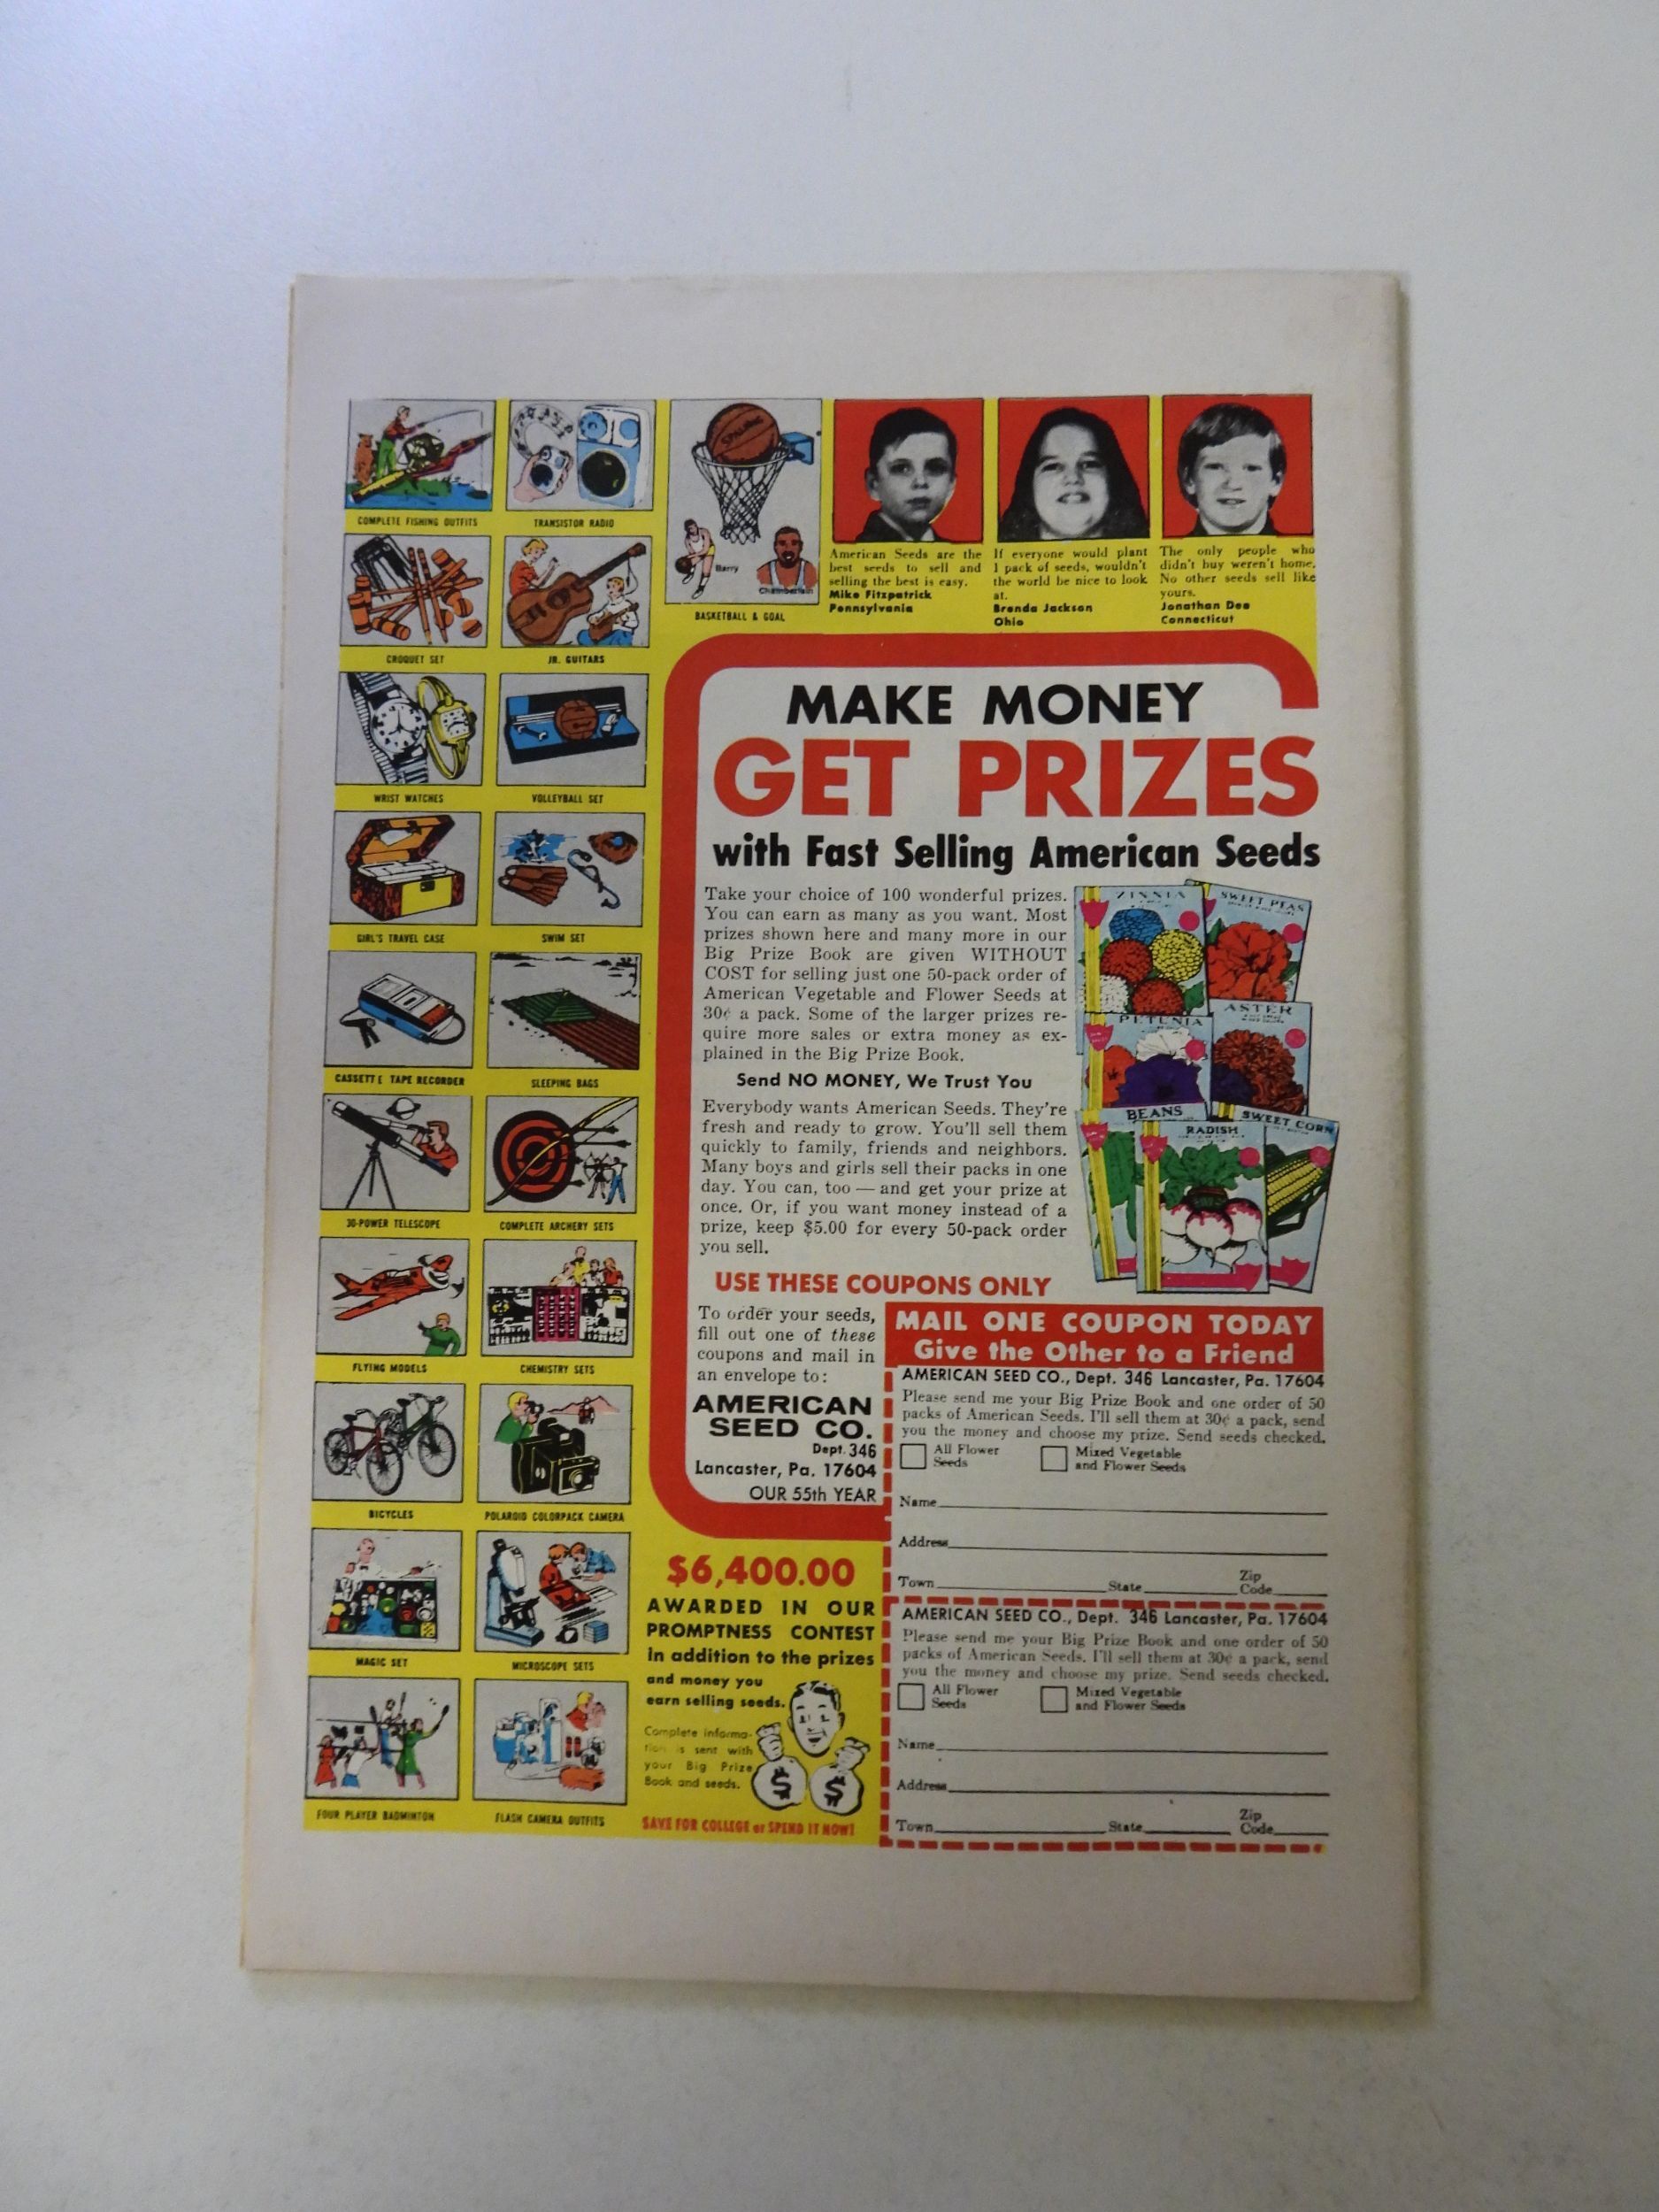 COMPLETE FISHING OUTFITS
TRANSISTOR RADIO
SPALDING
Barry
Chamberlain
BASKETBALL & GOAL
American Seeds are the
best seeds to sell and
selling the best is easy.
Mike Fitzpatrick
Pennsylvania
If everyone would plant
1 pack of seeds, wouldn't
the world be nice to look
at.
Brenda Jackson
Ohio
The only people who
didn't buy weren't home.
No other seeds sell like
yours.
Jonathan Dee
Connecticut
CROQUET SET
JR. GUITARS
WRIST WATCHES
VOLLEYBALL SET
GIRL'S TRAVEL CASE
SWIM SET
CASSETTE TAPE RECORDER
SLEEPING BAGS
30-POWER TELESCOPE
COMPLETE ARCHERY SETS
FLYING MODELS
CHEMISTRY SETS
BICYCLES
POLAROID COLORPACK CAMERA
MAGIC SET
MICROSCOPE SETS
FOUR PLAYER BADMINTON
FLASH CAMERA OUTFITS
MAKE MONEY
GET PRIZES
with Fast Selling American Seeds
Take your choice of 100 wonderful prizes.
You can earn as many as you want. Most
prizes shown here and many more in our
Big Prize Book are given WITHOUT
COST for selling just one 50-pack order of
American Vegetable and Flower Seeds at
30¢ a pack. Some of the larger prizes re-
quire more sales or extra money as ex-
plained in the Big Prize Book.
Send NO MONEY, We Trust You
Everybody wants American Seeds. They're
fresh and ready to grow. You'll sell them
quickly to family, friends and neighbors.
Many boys and girls sell their packs in one
day. You can, too — and get your prize at
once. Or, if you want money instead of a
prize, keep $5.00 for every 50-pack order
you sell.
ZINNIA
SWEET PEAS
PETUNIA
ASTER
BEANS
RADISH
SWEET CORN
USE THESE COUPONS ONLY
To order your seeds,
fill out one of these
coupons and mail in
an envelope to:
AMERICAN
SEED CO.
Dept. 346
Lancaster, Pa. 17604
OUR 55th YEAR
MAIL ONE COUPON TODAY
Give the Other to a Friend
AMERICAN SEED CO., Dept. 346 Lancaster, Pa. 17604
Please send me your Big Prize Book and one order of 50
packs of American Seeds. I'll sell them at 30¢ a pack, send
you the money and choose my prize. Send seeds checked.
All Flower
Seeds
Mixed Vegetable
and Flower Seeds
Name
Address
Town State Zip
Code
AMERICAN SEED CO., Dept. 346 Lancaster, Pa. 17604
Please send me your Big Prize Book and one order of 50
packs of American Seeds. I'll sell them at 30¢ a pack, send
you the money and choose my prize. Send seeds checked.
All Flower
Seeds
Mixed Vegetable
and Flower Seeds
Name
Address
Town State Zip
Code
$6,400.00
AWARDED IN OUR
PROMPTNESS CONTEST
in addition to the prizes
and money you
earn selling seeds.
Complete informa-
tion is sent with
your Big Prize
Book and seeds.
$ $
SAVE FOR COLLEGE or SPEND IT NOW!